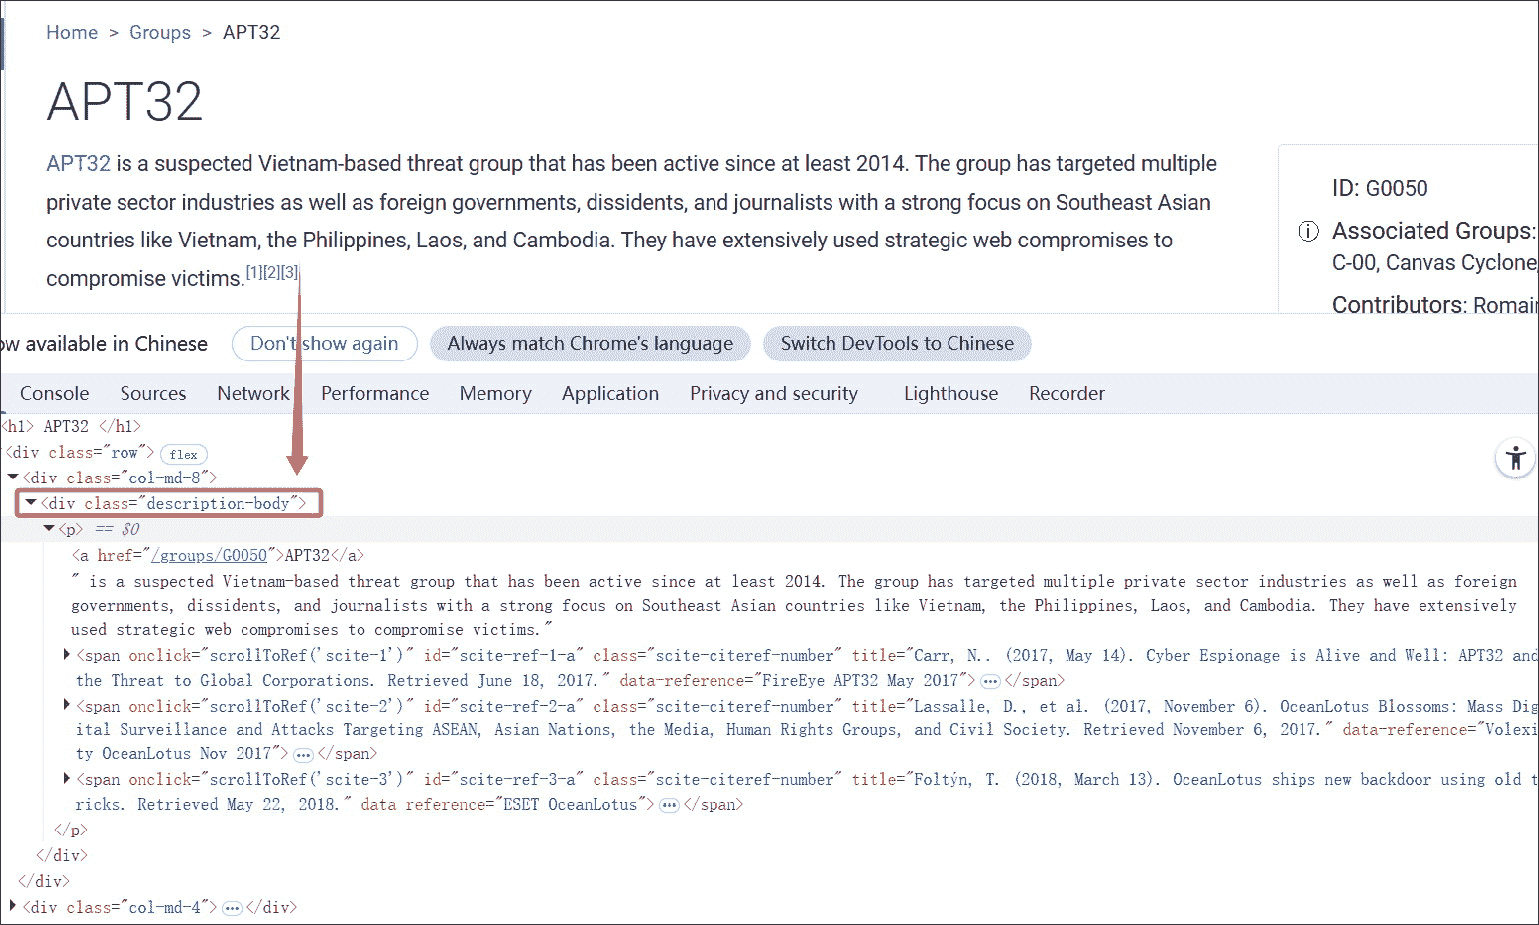 Home > Groups > APT32
APT32
APT32 is a suspected Vietnam-based threat group that has been active since at least 2014. The group has targeted multiple
private sector industries as well as foreign governments, dissidents, and journalists with a strong focus on Southeast Asian
countries like Vietnam, the Philippines, Laos, and Cambodia. They have extensively used strategic web compromises to
compromise victims.[1][2][3]
ID: G0050
Associated Groups:
C-00, Canvas Cyclone,
Contributors: Romain
ow available in Chinese
Don't show again
Always match Chrome's language
Switch DevTools to Chinese
Console Sources Network Performance Memory Application Privacy and security Lighthouse Recorder
<h1> APT32 </h1>
<div class="row"> flex
<div class="col-md-8">
<div class="description-body">
<p> == $0
<a href="/groups/G0050">APT32</a>
" is a suspected Vietnam-based threat group that has been active since at least 2014. The group has targeted multiple private sector industries as well as foreign
governments, dissidents, and journalists with a strong focus on Southeast Asian countries like Vietnam, the Philippines, Laos, and Cambodia. They have extensively
used strategic web compromises to compromise victims."
<span onclick="scrollToRef('scite-1')" id="scite-ref-1-a" class="scite-citeref-number" title="Carr, N.. (2017, May 14). Cyber Espionage is Alive and Well: APT32 and
the Threat to Global Corporations. Retrieved June 18, 2017." data-reference="FireEye APT32 May 2017">…</span>
<span onclick="scrollToRef('scite-2')" id="scite-ref-2-a" class="scite-citeref-number" title="Lassalle, D., et al. (2017, November 6). OceanLotus Blossoms: Mass Dig
ital Surveillance and Attacks Targeting ASEAN, Asian Nations, the Media, Human Rights Groups, and Civil Society. Retrieved November 6, 2017." data-reference="Volexi
ty OceanLotus Nov 2017">…</span>
<span onclick="scrollToRef('scite-3')" id="scite-ref-3-a" class="scite-citeref-number" title="Foltýn, T. (2018, March 13). OceanLotus ships new backdoor using old t
ricks. Retrieved May 22, 2018." data reference="ESET OceanLotus">…</span>
</p>
</div>
</div>
<div class="col-md-4">…</div>